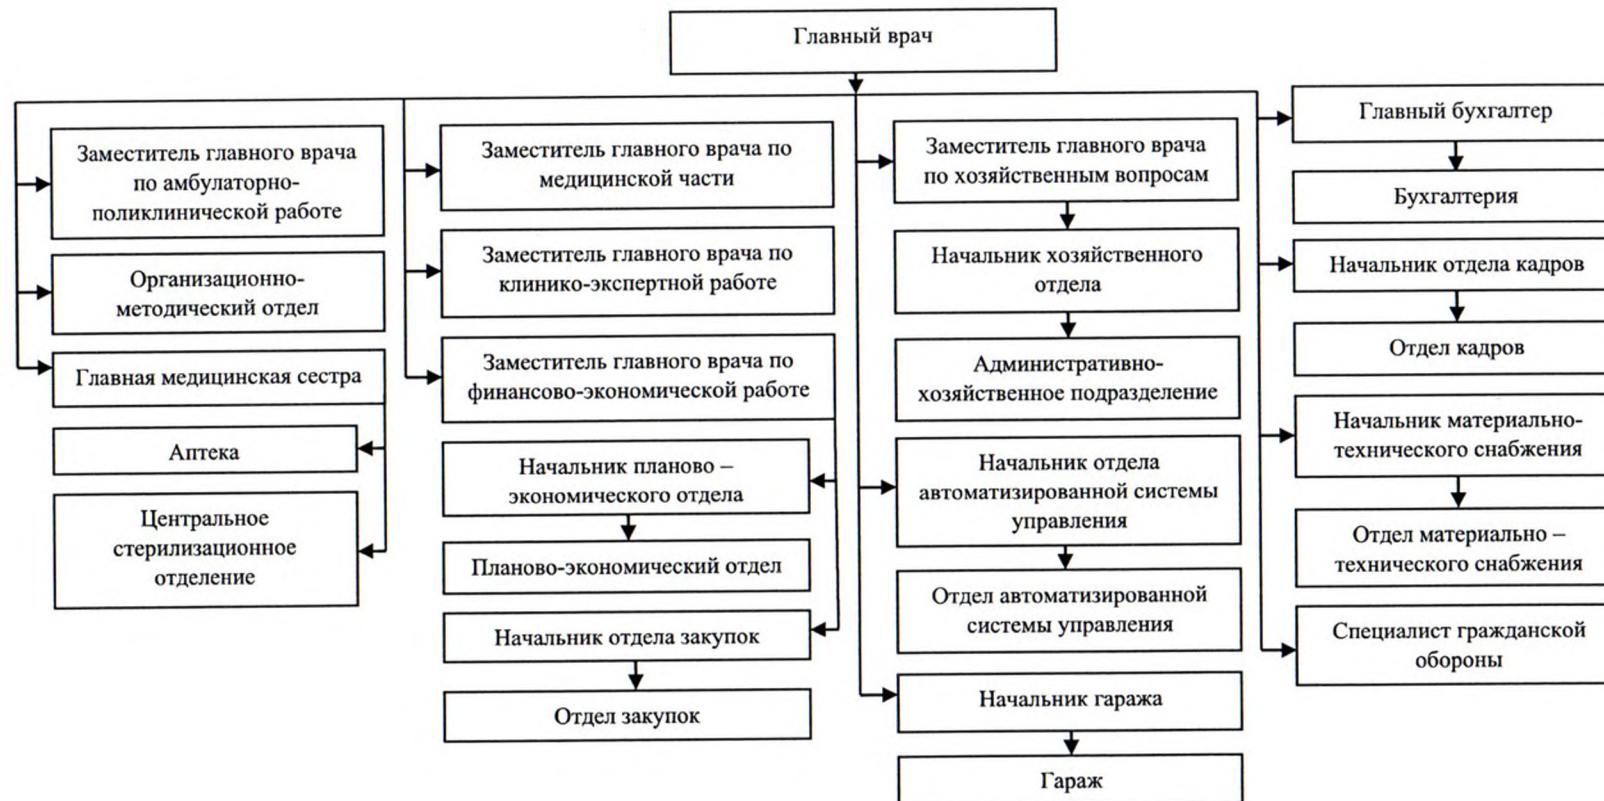 Главный врач
Заместитель главного врача
по амбулаторно-
поликлинической работе
Организационно-
методический отдел
Главная медицинская сестра
Аптека
Центральное
стерилизационное
отделение
Заместитель главного врача по
медицинской части
Заместитель главного врача по
клинико-экспертной работе
Заместитель главного врача по
финансово-экономической работе
Начальник планово –
экономического отдела
Планово-экономический отдел
Начальник отдела закупок
Отдел закупок
Заместитель главного врача
по хозяйственным вопросам
Начальник хозяйственного
отдела
Административно-
хозяйственное подразделение
Начальник отдела
автоматизированной системы
управления
Отдел автоматизированной
системы управления
Начальник гаража
Гараж
Главный бухгалтер
Бухгалтерия
Начальник отдела кадров
Отдел кадров
Начальник материально-
технического снабжения
Отдел материально –
технического снабжения
Специалист гражданской
обороны